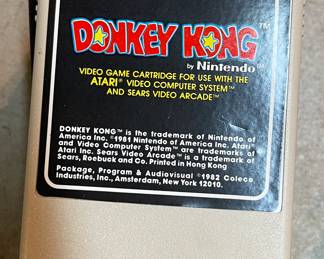 DONKEY KONG™
by Nintendo™
VIDEO GAME CARTRIDGE FOR USE WITH THE
ATARI® VIDEO COMPUTER SYSTEM™
AND SEARS VIDEO ARCADE™
DONKEY KONG™ is the trademark of Nintendo of
America Inc. ©1981 Nintendo of America Inc. Atari®
and Video Computer System™ are trademarks of
Atari Inc. Sears Video Arcade™ is a trademark of
Sears, Roebuck and Co. Printed in Hong Kong
Package, Program & Audiovisual ©1982 Coleco
Industries, Inc., Amsterdam, New York 12010.